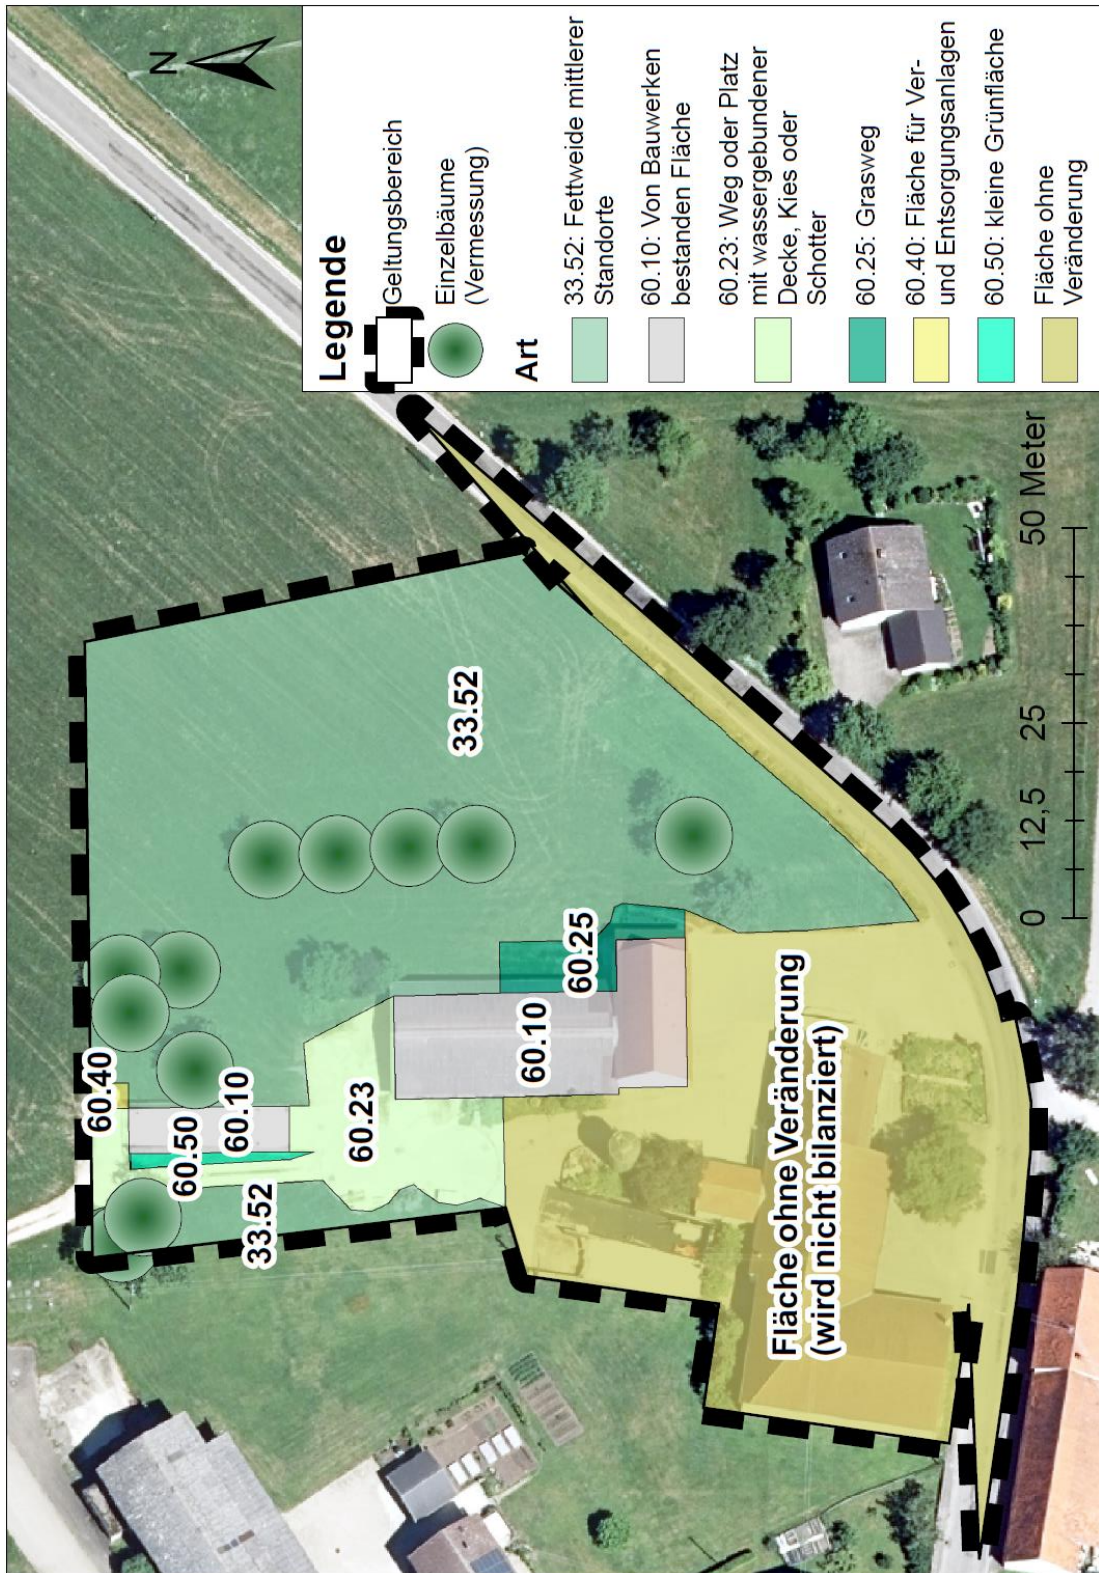 N
Legende
Geltungsbereich
Einzelbäume
(Vermessung)
Art
33.52: Fettweide mittlerer
Standorte
60.10: Von Bauwerken
bestanden Fläche
60.23: Weg oder Platz
mit wassergebundener
Decke, Kies oder
Schotter
60.25: Grasweg
60.40: Fläche für Ver-
und Entsorgungsanlagen
60.50: kleine Grünfläche
Fläche ohne
Veränderung
60.40
60.50
60.10
33.52
60.23
33.52
60.10
60.25
Fläche ohne Veränderung
(wird nicht bilanziert)
0 12,5 25 50 Meter